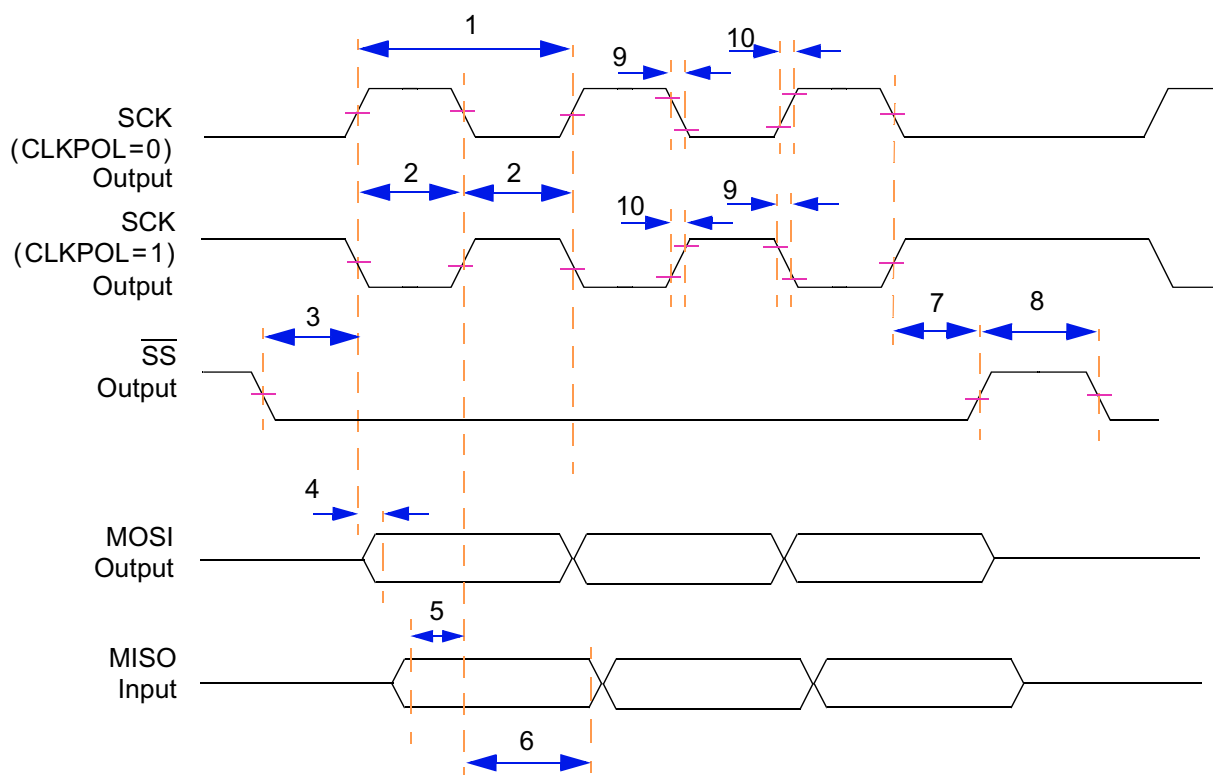 1
9
10
SCK
(CLKPOL=0)
Output
2
2
SCK
(CLKPOL=1)
Output
10
9
3
7
8
SS
Output
4
MOSI
Output
5
MISO
Input
6